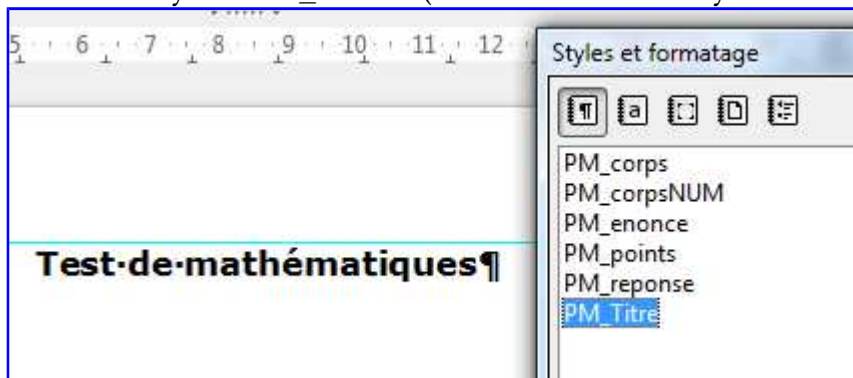 5 6 7 8 9 10 11 12
Styles et formatage
PM_corps
PM_corpsNUM
PM_enonce
PM_points
PM_reponse
PM_Titre
Test·de·mathématiques¶